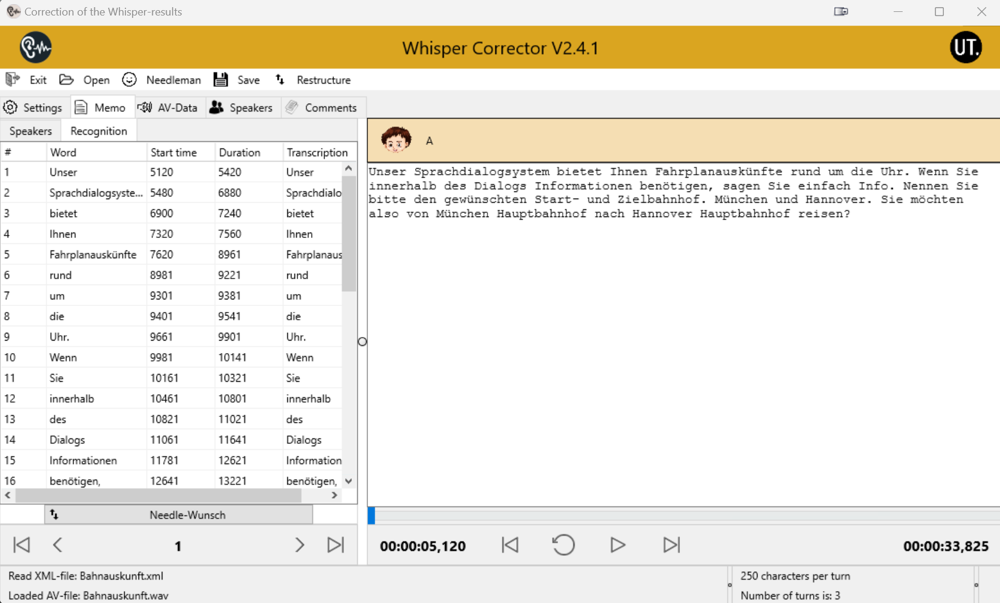 Correction of the Whisper-results
Whisper Corrector V2.4.1
UT.
Exit Open Needleman Save Restructure
Settings Memo AV-Data Speakers Comments
Speakers Recognition
# Word Start time Duration Transcription
1 Unser 5120 5420 Unser
2 Sprachdialogsyste... 5480 6880 Sprachdialo
3 bietet 6900 7240 bietet
4 Ihnen 7320 7560 Ihnen
5 Fahrplanauskünfte 7620 8961 Fahrplanaus
6 rund 8981 9221 rund
7 um 9301 9381 um
8 die 9401 9541 die
9 Uhr. 9661 9901 Uhr.
10 Wenn 9981 10141 Wenn
11 Sie 10161 10321 Sie
12 innerhalb 10461 10801 innerhalb
13 des 10821 11021 des
14 Dialogs 11061 11641 Dialogs
15 Informationen 11781 12621 Information
16 benötigen, 12641 13221 benötigen,
Needle-Wunsch
1
A
Unser Sprachdialogsystem bietet Ihnen Fahrplanauskünfte rund um die Uhr. Wenn Sie
innerhalb des Dialogs Informationen benötigen, sagen Sie einfach Info. Nennen Sie
bitte den gewünschten Start- und Zielbahnhof. München und Hannover. Sie möchten
also von München Hauptbahnhof nach Hannover Hauptbahnhof reisen?
00:00:05,120 00:00:33,825
Read XML-file: Bahnauskunft.xml
Loaded AV-file: Bahnauskunft.wav
250 characters per turn
Number of turns is: 3